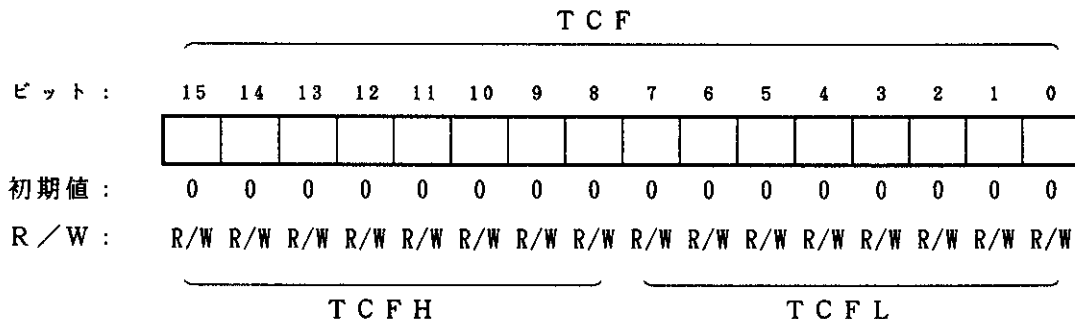 TCF
ビット： 15 14 13 12 11 10 9 8 7 6 5 4 3 2 1 0
初期値： 0 0 0 0 0 0 0 0 0 0 0 0 0 0 0 0
R／W： R/W R/W R/W R/W R/W R/W R/W R/W R/W R/W R/W R/W R/W R/W R/W R/W
TCFH TCFL